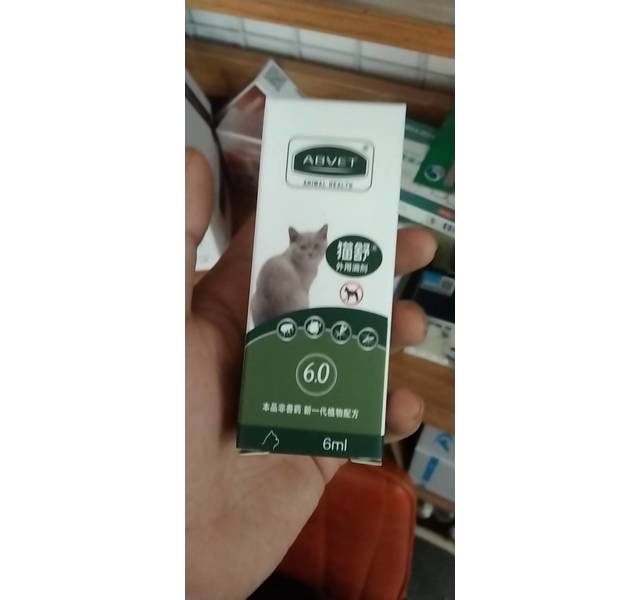 ABVET
ANIMAL HEALTH
猫舒
外用滴剂
6.0
本品非兽药 新一代植物配方
6ml